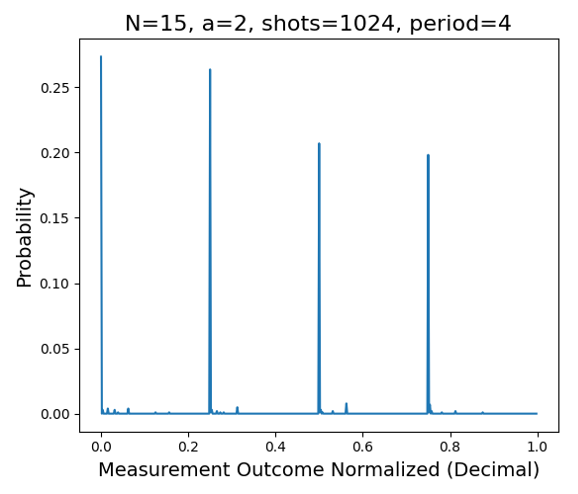 N=15, a=2, shots=1024, period=4
Probability
0.25
0.20
0.15
0.10
0.05
0.00
0.0 0.2 0.4 0.6 0.8 1.0
Measurement Outcome Normalized (Decimal)